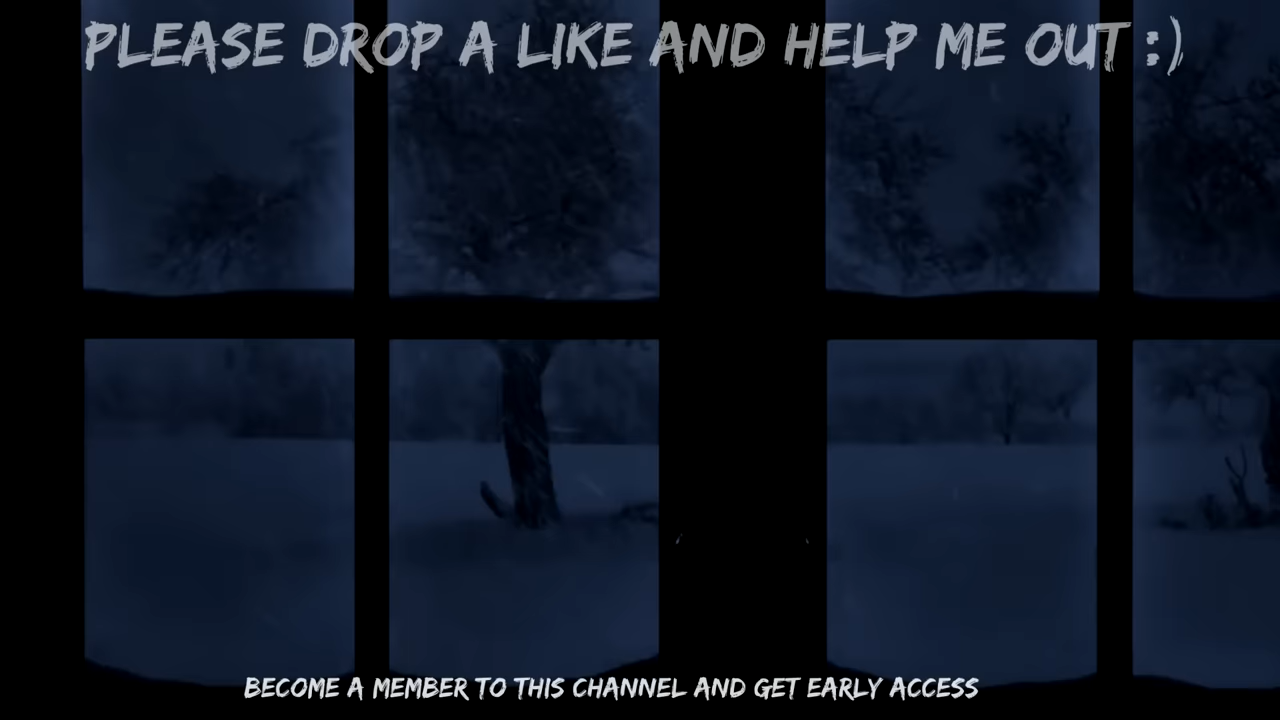 PLEASE DROP A LIKE AND HELP ME OUT :)
BECOME A MEMBER TO THIS CHANNEL AND GET EARLY ACCESS